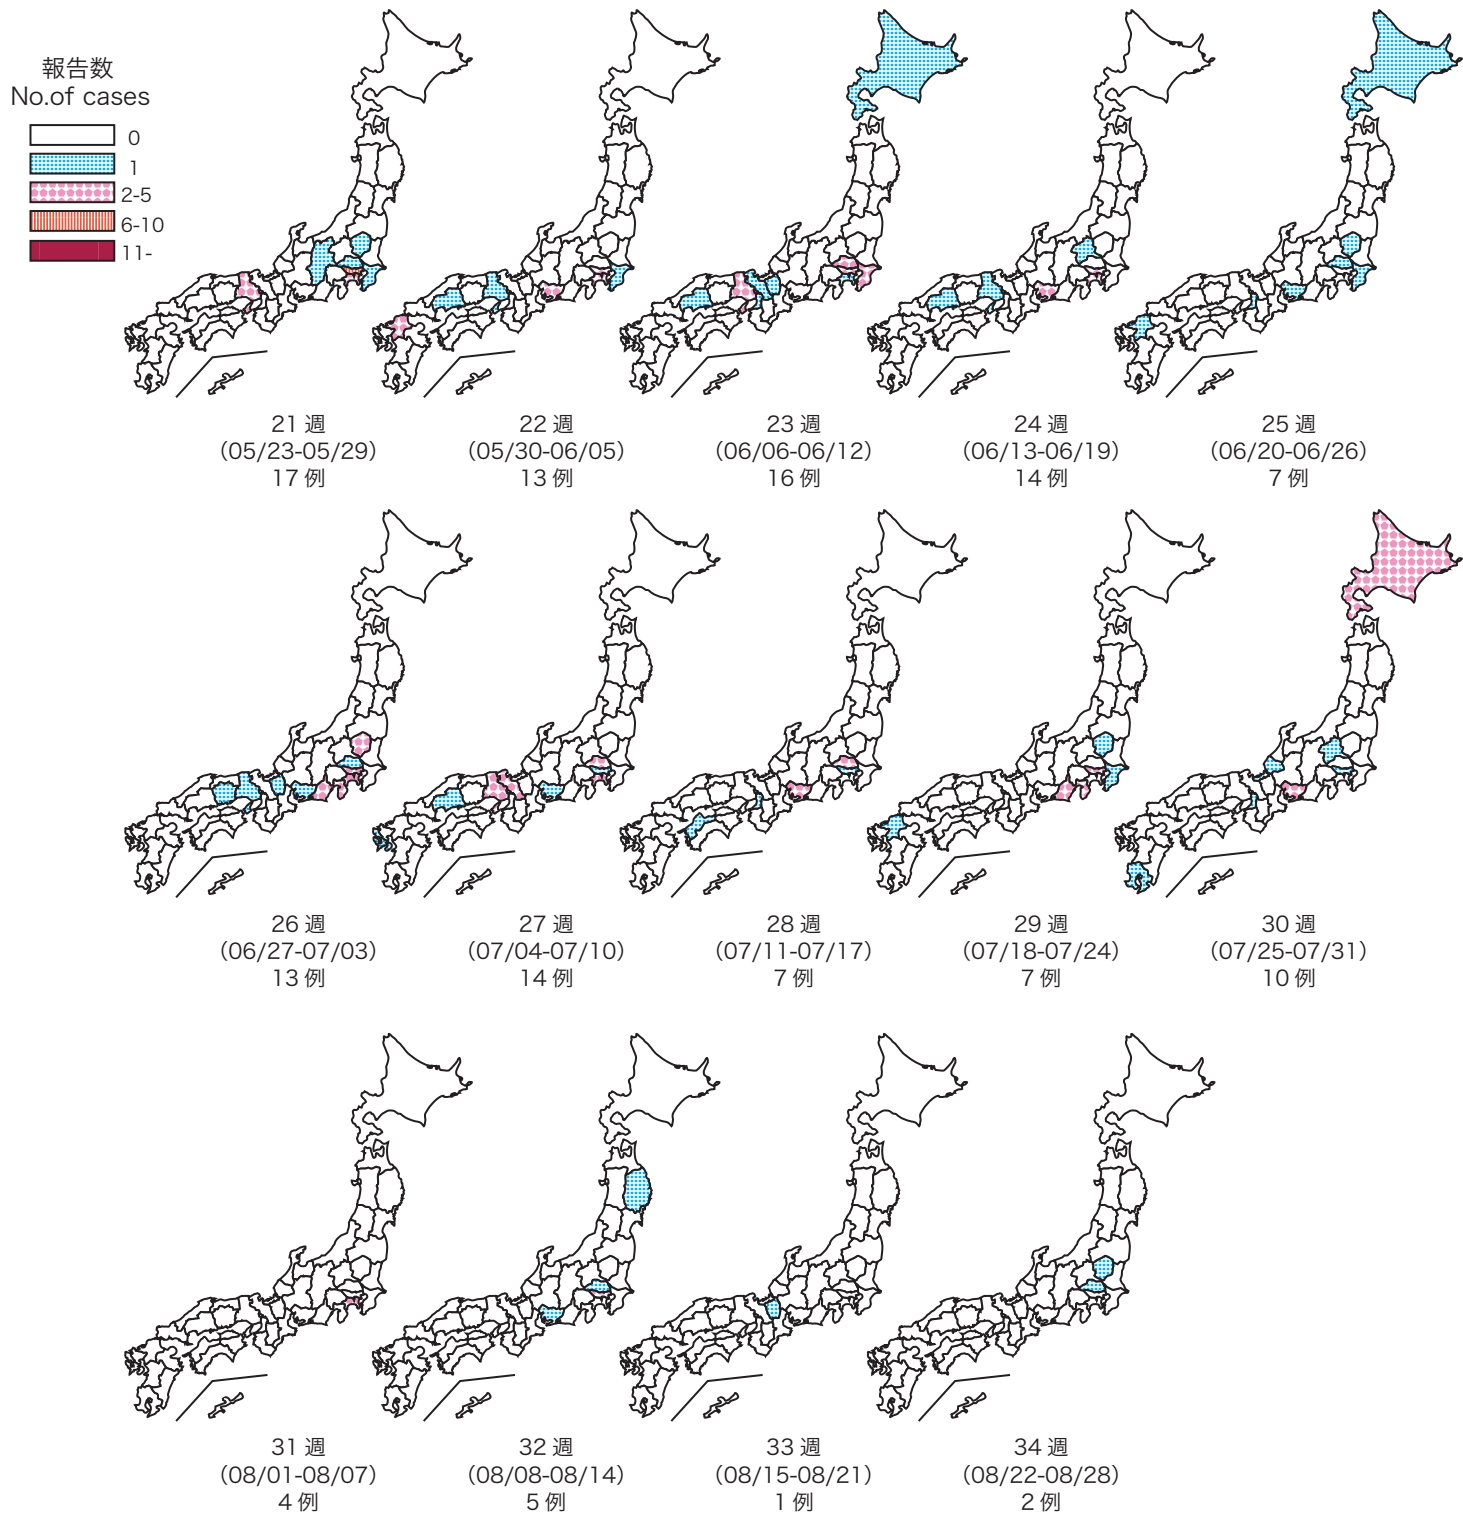 報告数
No.of cases
0
1
2-5
6-10
11-
21 週
（05/23-05/29）
17 例
22 週
（05/30-06/05）
13 例
23 週
（06/06-06/12）
16 例
24 週
（06/13-06/19）
14 例
25 週
（06/20-06/26）
7 例
26 週
（06/27-07/03）
13 例
27 週
（07/04-07/10）
14 例
28 週
（07/11-07/17）
7 例
29 週
（07/18-07/24）
7 例
30 週
（07/25-07/31）
10 例
31 週
（08/01-08/07）
4 例
32 週
（08/08-08/14）
5 例
33 週
（08/15-08/21）
1 例
34 週
（08/22-08/28）
2 例